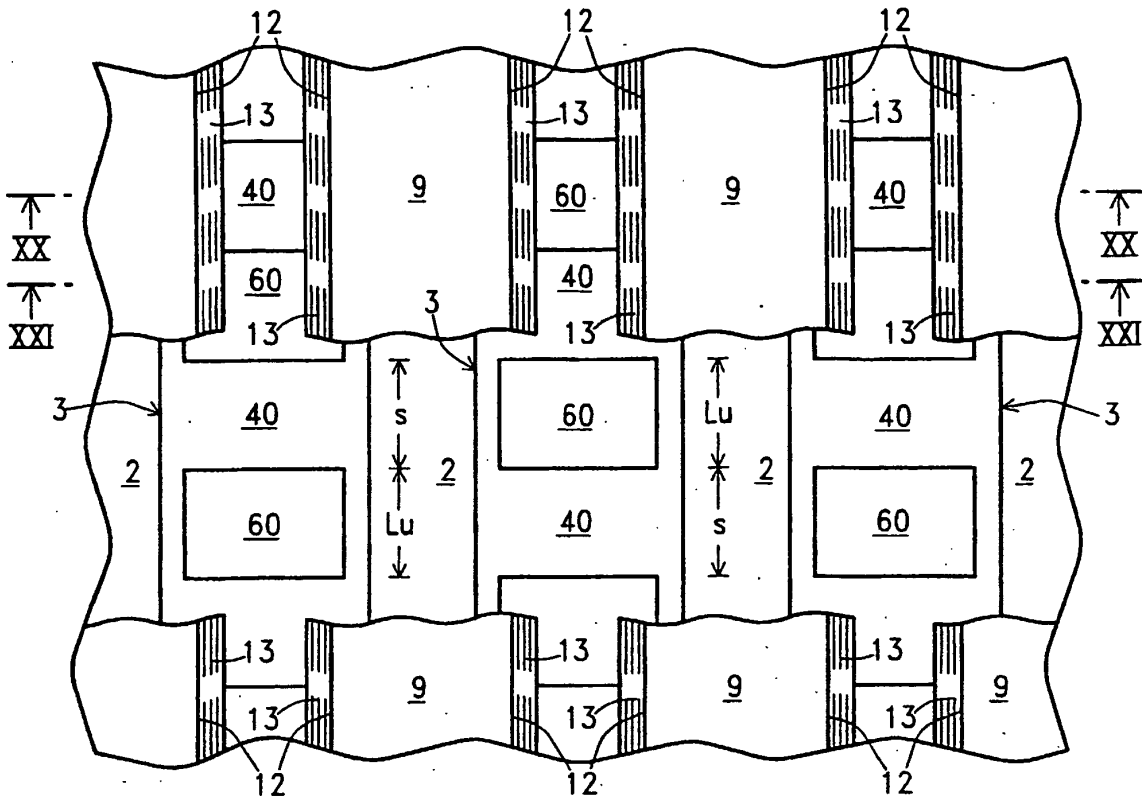 12 12 12
13 13 13
40 9 60 9 40
XX XX
60 40
XXI 13 3 13 13 XXI
3 40 s 60 Lu 40 3
2 60 Lu 2 40 s 2 60 2
13 13 13
13 9 13 9 13 9
12 12 12